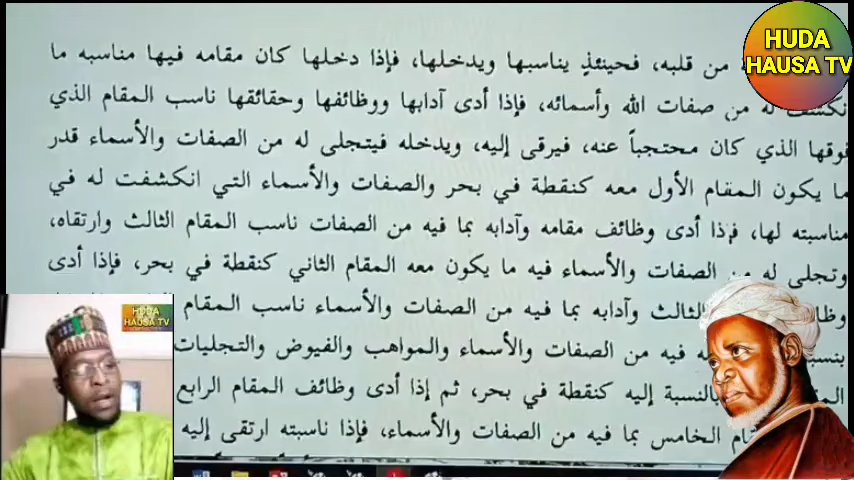 من قلبه، فحينئذٍ يناسبها ويدخلها، فإذا دخلها كان مقامه فيها مناسبه ما
نكشف له من صفات الله وأسمائه، فإذا أدى آدابها ووظائفها وحقائقها ناسب المقام الذي
فوقها الذي كان محتجباً عنه، فيرقى إليه، ويدخله فيتجلى له من الصفات والأسماء قدر
ما يكون المقام الأول معه كنقطة في بحر والصفات والأسماء التي انكشفت له في
مناسبته لها، فإذا أدى وظائف مقامه وآدابه بما فيه من الصفات ناسب المقام الثالث وارتقاه،
وتجلى له من الصفات والأسماء فيه ما يكون معه المقام الثاني كنقطة في بحر، فإذا أدى
الثالث وآدابه بما فيه من الصفات والأسماء ناسب المقام
فيه من الصفات والأسماء والمواهب والفيوض والتجليات
بالنسبة إليه كنقطة في بحر، ثم إذا أدى وظائف المقام الرابع
الخامس بما فيه من الصفات والأسماء، فإذا ناسبته ارتقى إليه
HUDA
HAUSA TV
HUDA
HAUSA TV